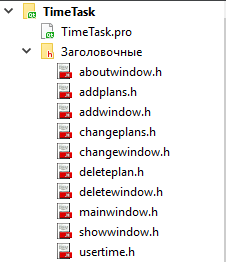 TimeTask
TimeTask.pro
Заголовочные
aboutwindow.h
addplans.h
addwindow.h
changeplans.h
changewindow.h
deleteplan.h
deletewindow.h
mainwindow.h
showwindow.h
usertime.h